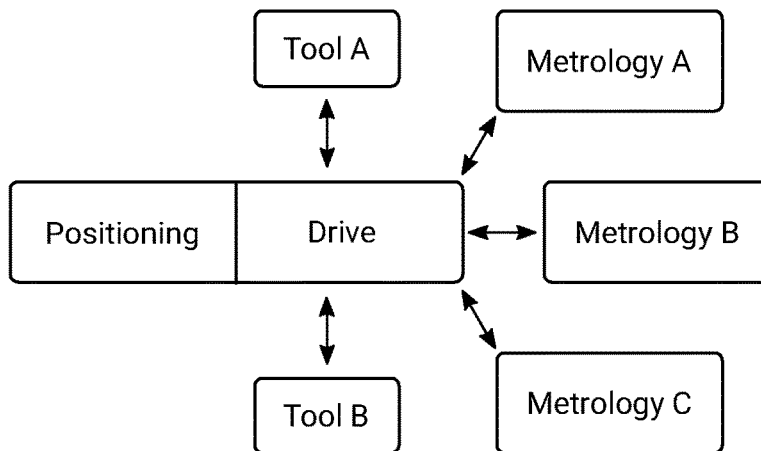 Tool A
Metrology A
Positioning
Drive
Metrology B
Tool B
Metrology C